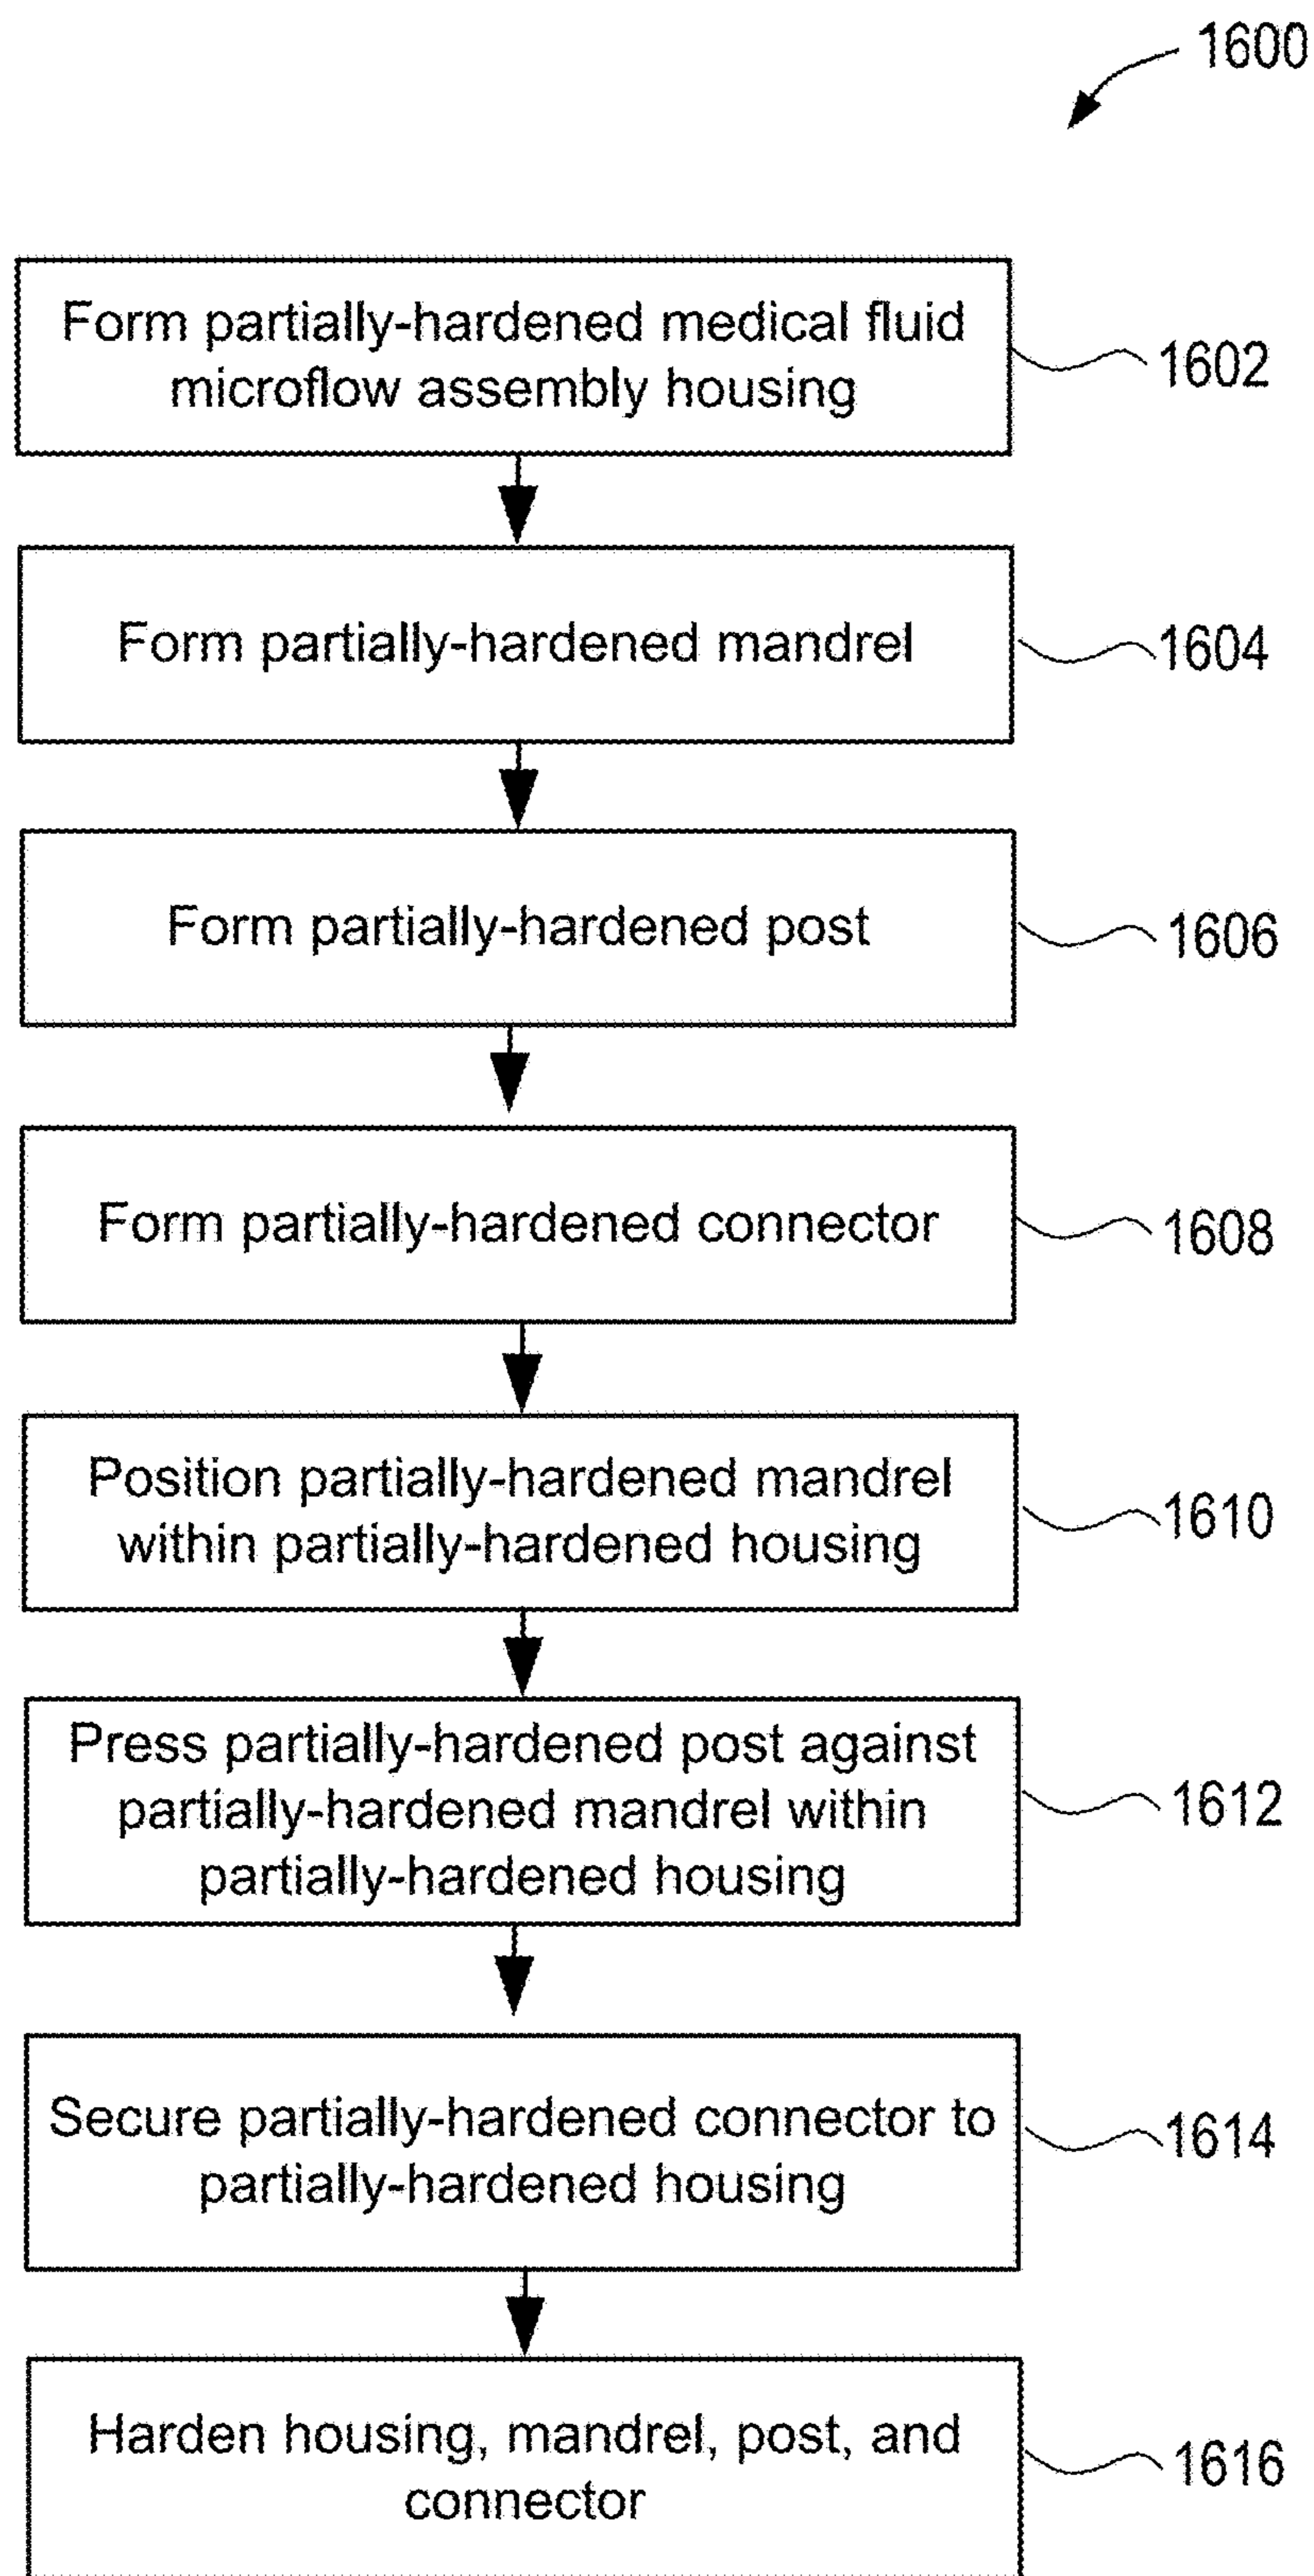 1600
Form partially-hardened medical fluid
microflow assembly housing
1602
Form partially-hardened mandrel
1604
Form partially-hardened post
1606
Form partially-hardened connector
1608
Position partially-hardened mandrel
within partially-hardened housing
1610
Press partially-hardened post against
partially-hardened mandrel within
partially-hardened housing
1612
Secure partially-hardened connector to
partially-hardened housing
1614
Harden housing, mandrel, post, and
connector
1616